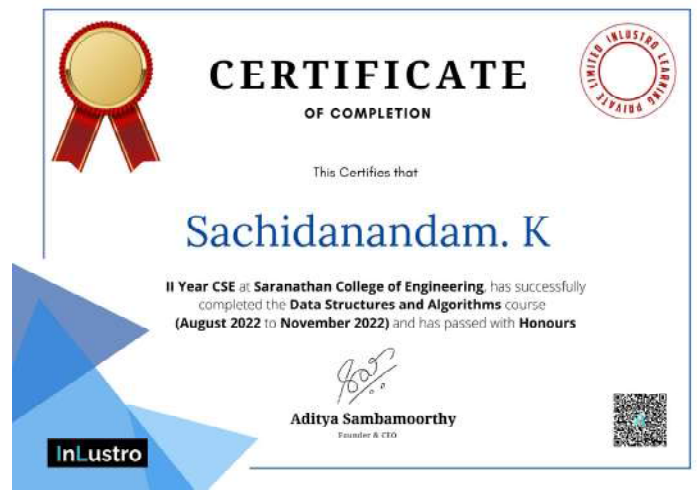 CERTIFICATE
OF COMPLETION
INLUSTRO LEARNING PRIVATE LIMITED
This Certifies that
Sachidanandam. K
II Year CSE at Saranathan College of Engineering, has successfully
completed the Data Structures and Algorithms course
(August 2022 to November 2022) and has passed with Honours
Aditya Sambamoorthy
Founder & CEO
InLustro